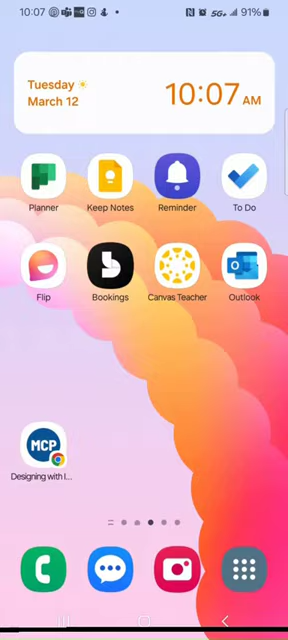 10:07
5G+
91%
Tuesday
March 12
10:07 AM
Planner
Keep Notes
Reminder
To Do
Flip
Bookings
Canvas Teacher
Outlook
MCP
Designing with I...